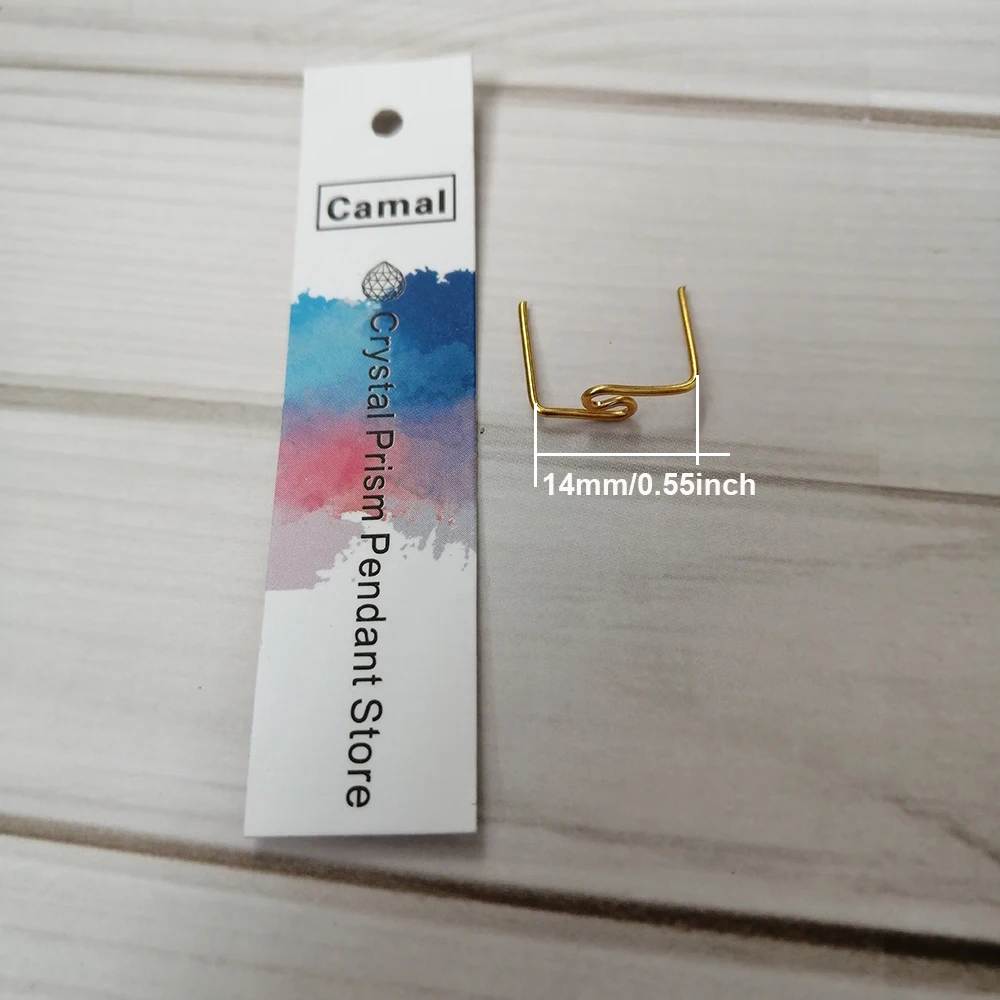 Camal
Crystal Prism Pendant Store
14mm/0.55inch